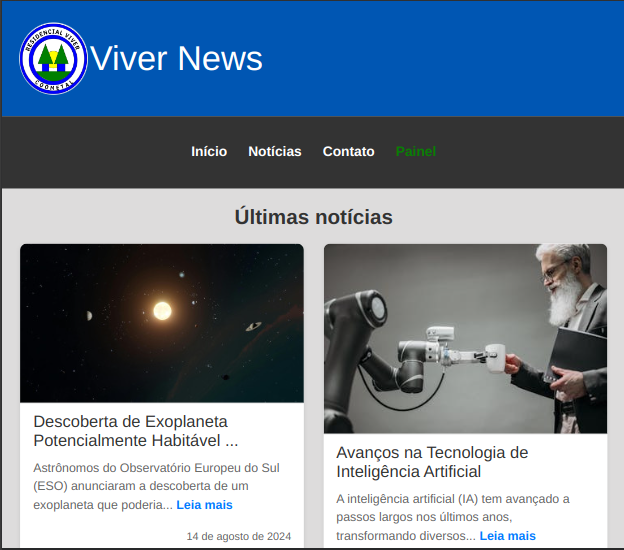 RESIDENCIAL VIVER
COOMETAL
Viver News
Início Notícias Contato Painel
Últimas notícias
Descoberta de Exoplaneta
Potencialmente Habitável ...
Astrônomos do Observatório Europeu do Sul
(ESO) anunciaram a descoberta de um
exoplaneta que poderia... Leia mais
14 de agosto de 2024
Avanços na Tecnologia de
Inteligência Artificial
A inteligência artificial (IA) tem avançado a
passos largos nos últimos anos,
transformando diversos... Leia mais